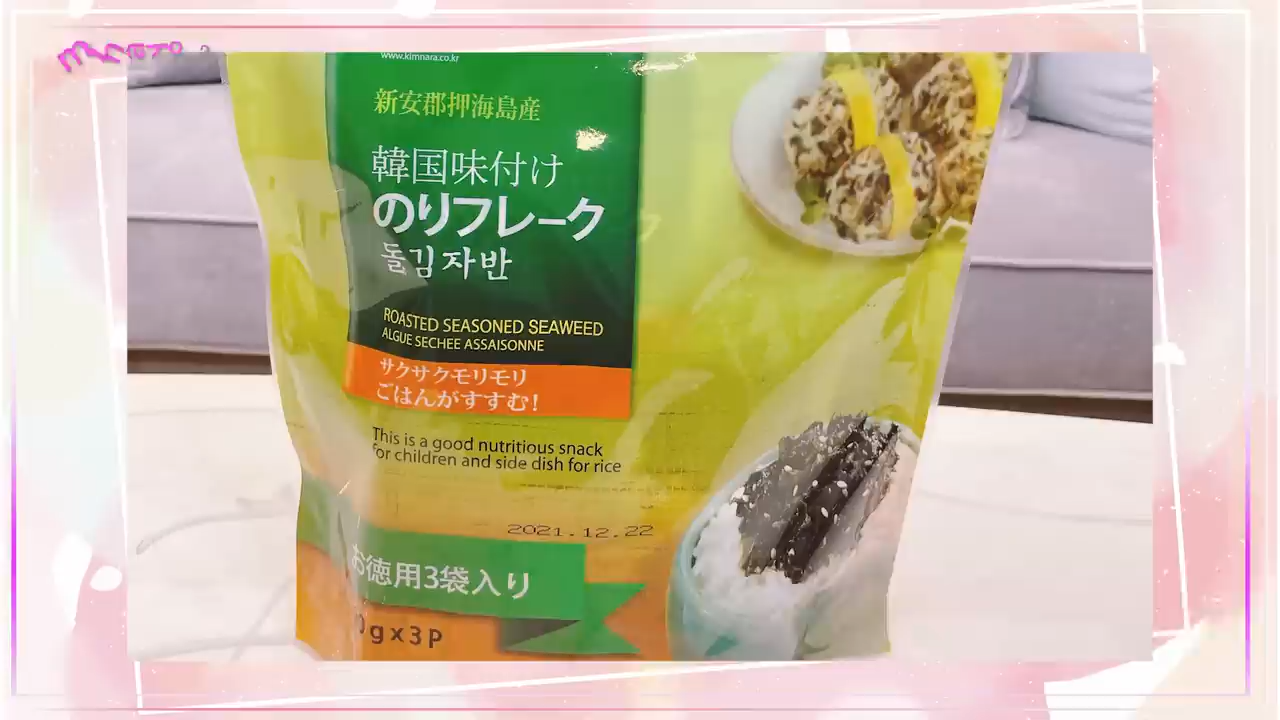 www.kimnara.co.kr
新安郡押海島産
韓国味付け
のりフレーク
돌김자반
ROASTED SEASONED SEAWEED
ALGUE SECHEE ASSAISONNE
サクサクモリモリ
ごはんがすすむ!
This is a good nutritious snack
for children and side dish for rice
2021.12.22
お徳用3袋入り
0g×3P